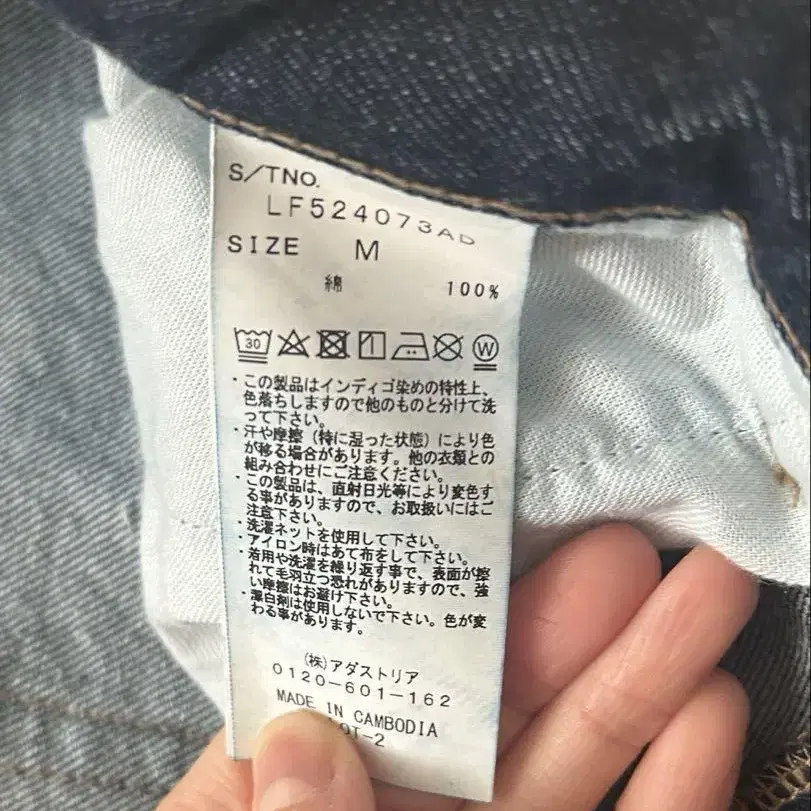 S/TNO.
LF524073AD
SIZE M
綿 100%
30 W
・この製品はインディゴ染めの特性上、
色落ちしますので他のものと分けて洗
って下さい。
・汗や摩擦（特に湿った状態）により色
が移る場合があります。他の衣類との
組み合わせにご注意ください。
・この製品は、直射日光等により変色す
る事がありますので、お取扱いにはご
注意下さい。
・洗濯ネットを使用して下さい。
・アイロン時はあて布をして下さい。
・着用や洗濯を繰り返す事で、表面が擦
れて毛羽立つ恐れがありますので、強
い摩擦はお避け下さい。
・漂白剤は使用しないで下さい。色が変
わる事があります。
(株)アダストリア
0120-601-162
MADE IN CAMBODIA